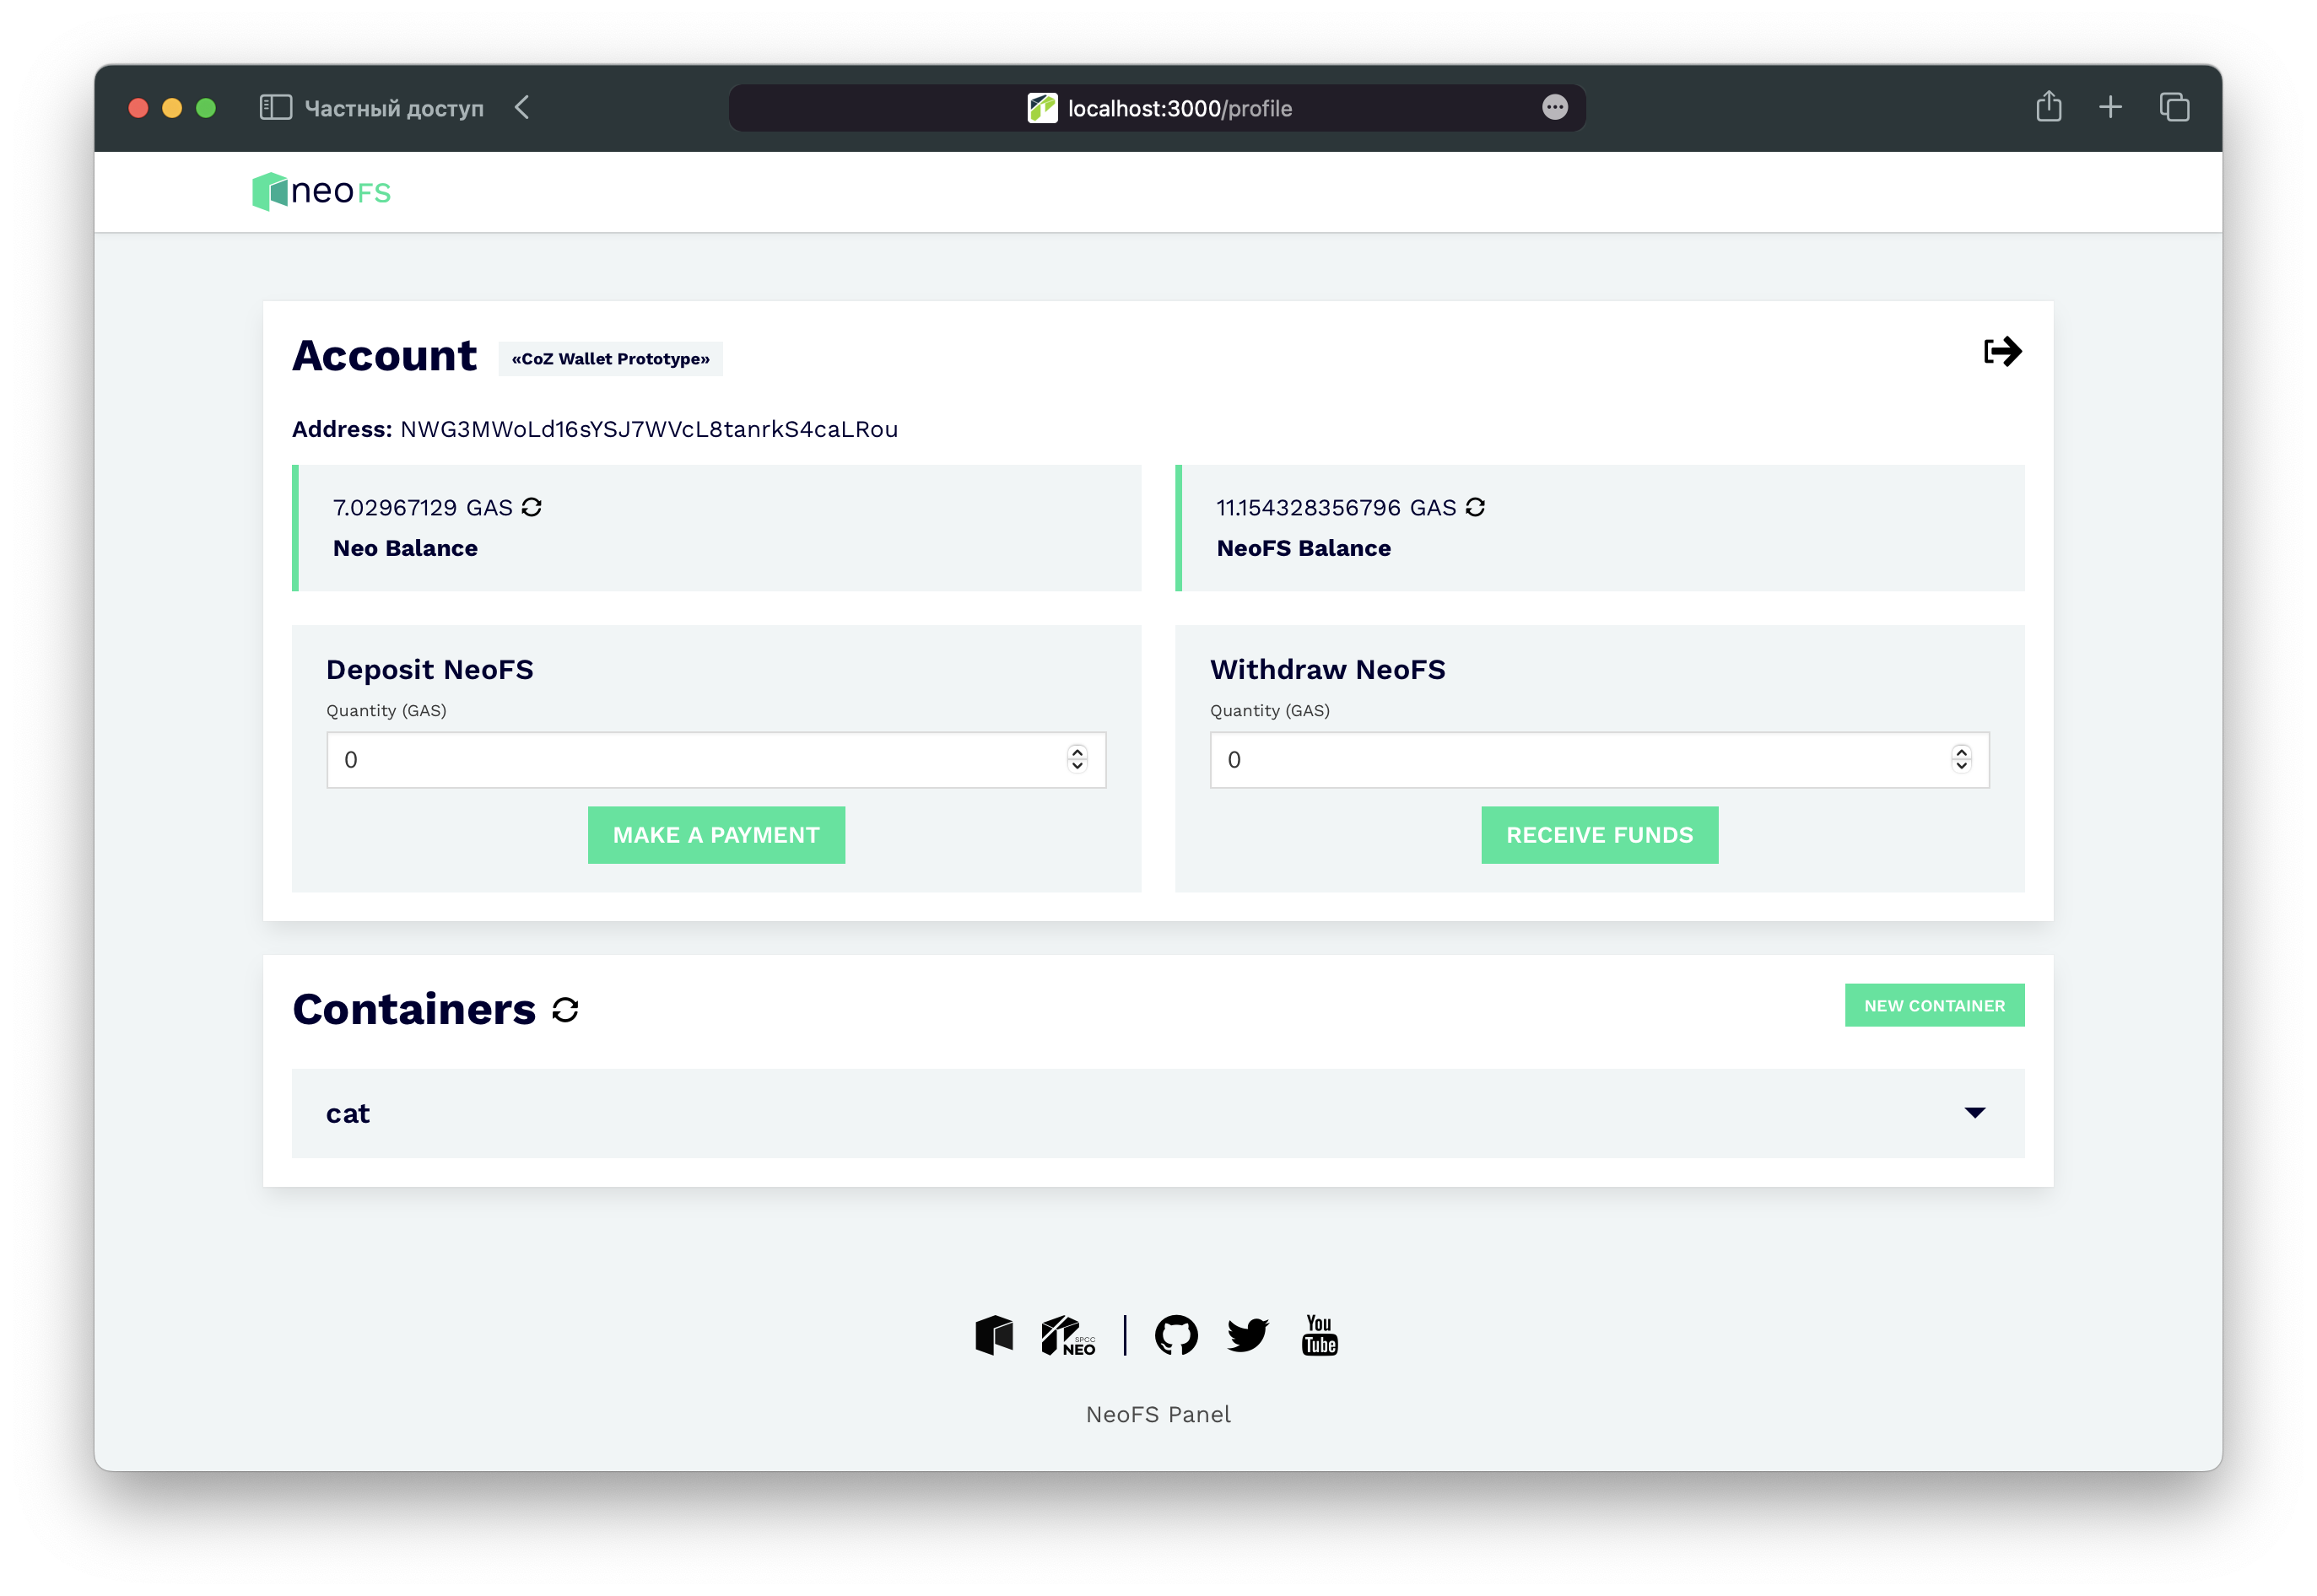 Частный доступ
localhost:3000/profile
neoFS
Account «CoZ Wallet Prototype»
Address: NWG3MWoLd16sYSJ7WVcL8tanrkS4caLRou
7.02967129 GAS
Neo Balance
11.154328356796 GAS
NeoFS Balance
Deposit NeoFS
Quantity (GAS)
0
MAKE A PAYMENT
Withdraw NeoFS
Quantity (GAS)
0
RECEIVE FUNDS
Containers
NEW CONTAINER
cat
SPCC
NEO
You
Tube
NeoFS Panel